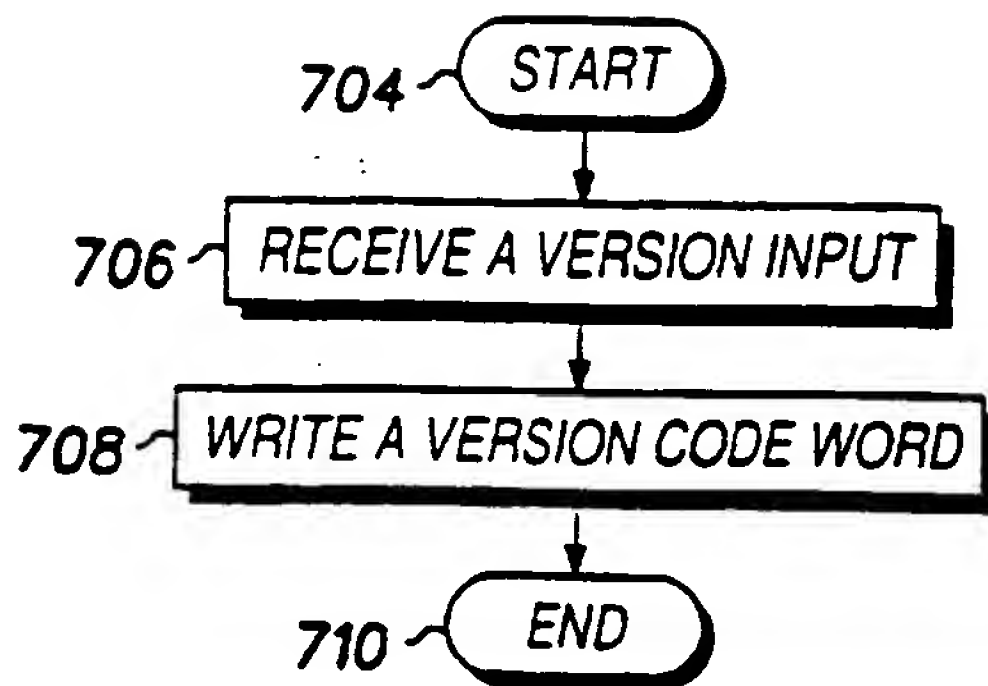 704 START
706 RECEIVE A VERSION INPUT
708 WRITE A VERSION CODE WORD
710 END